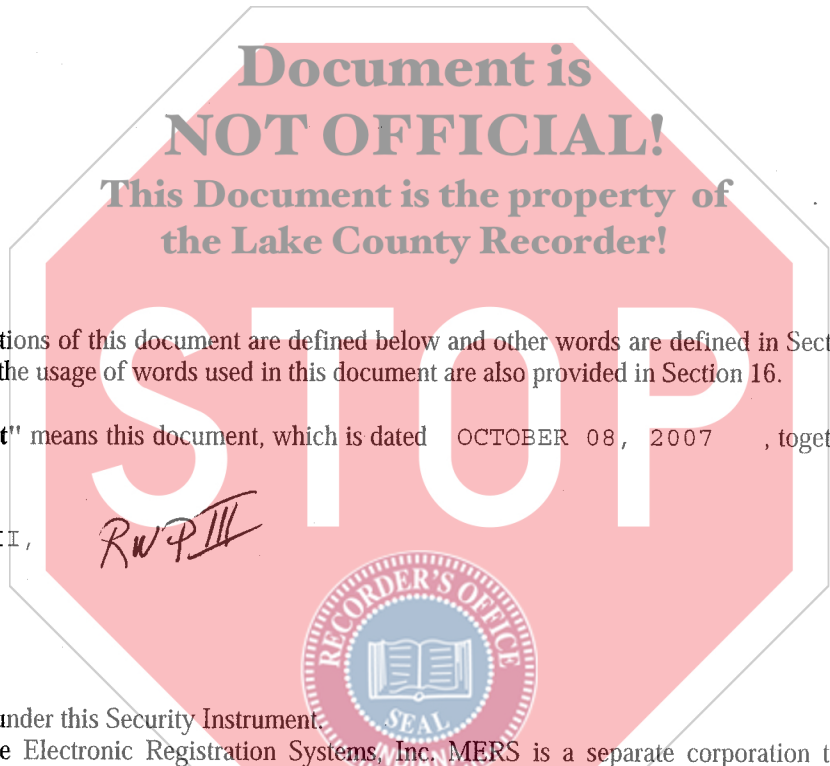 Document is
NOT OFFICIAL!
This Document is the property of
the Lake County Recorder!
STOP
tions of this document are defined below and other words are defined in Sect
the usage of words used in this document are also provided in Section 16.
t" means this document, which is dated OCTOBER 08, 2007 , toget
II,
RWP III
RECORDER'S OFFICE
SEAL
under this Security Instrument.
e Electronic Registration Systems, Inc. MERS is a separate corporation t